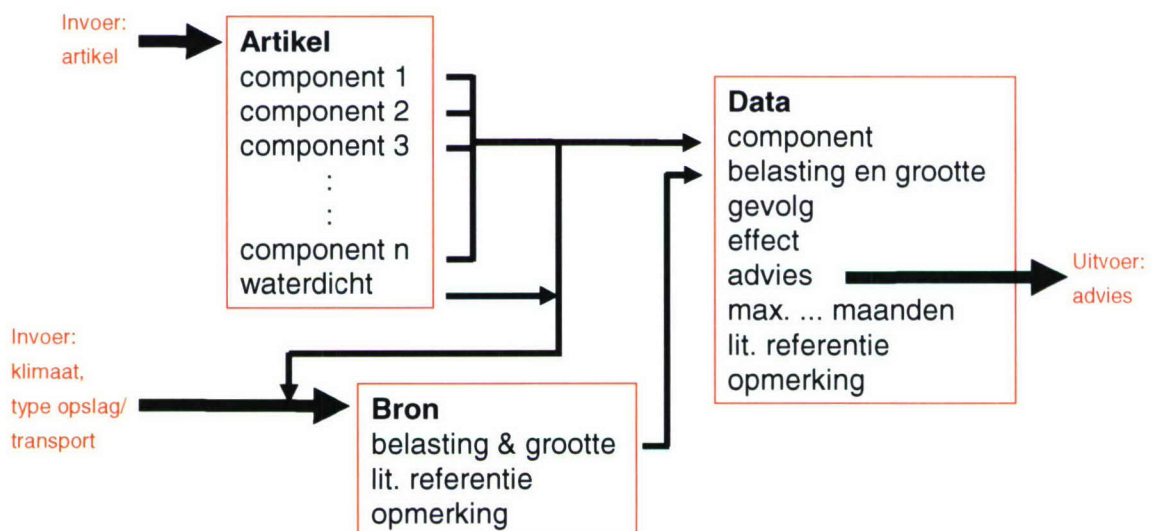 Invoer:
artikel
Artikel
component 1
component 2
component 3
:
:
component n
waterdicht
Invoer:
klimaat,
type opslag/
transport
Bron
belasting & grootte
lit. referentie
opmerking
Data
component
belasting en grootte
gevolg
effect
advies
max. ... maanden
lit. referentie
opmerking
Uitvoer:
advies